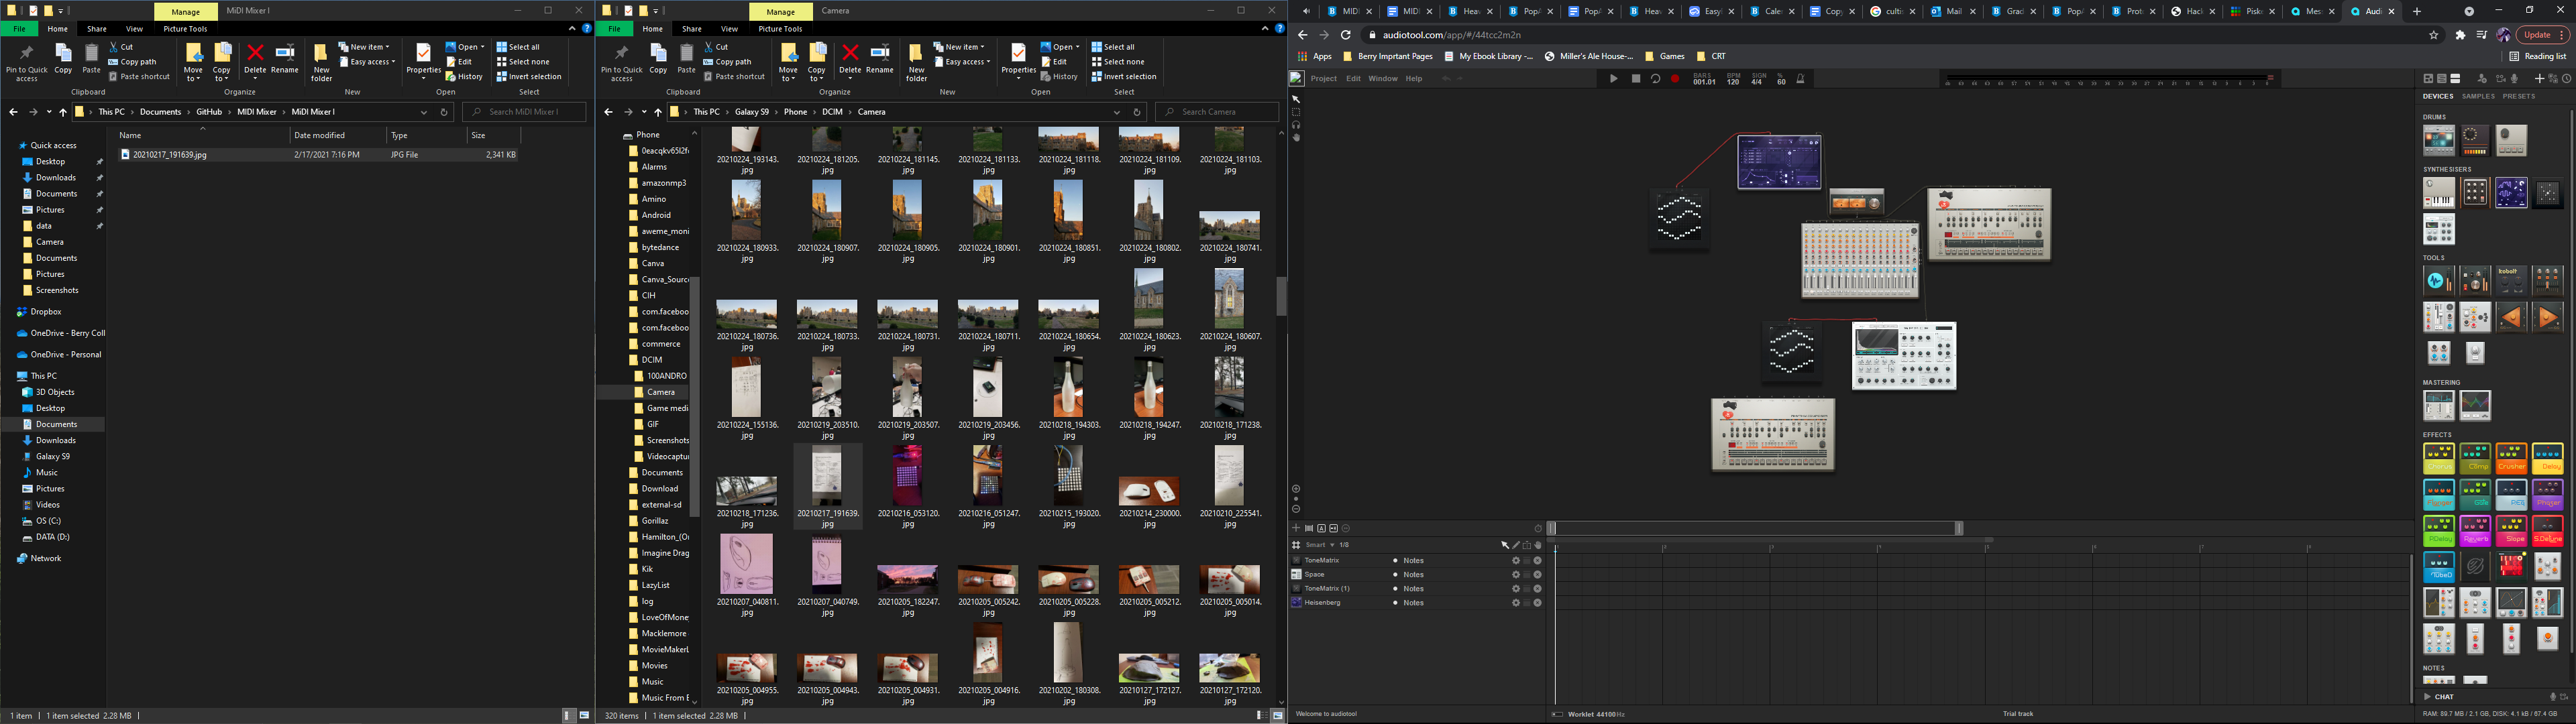 Manage
MiDI Mixer I
File
Home
Share
View
Picture Tools
Pin to Quick access
Copy
Paste
Cut
Copy path
Paste shortcut
Clipboard
Move to
Copy to
Delete
Rename
Organize
New folder
New item
Easy access
New
Properties
Open
Edit
History
Open
Select all
Select none
Invert selection
Select
This PC > Documents > GitHub > MiDI Mixer > MiDI Mixer I
Search MiDI Mixer I
Name
Date modified
Type
Size
20210217_191639.jpg
2/17/2021 7:16 PM
JPG File
2,341 KB
Quick access
Desktop
Downloads
Documents
Pictures
data
Camera
Documents
Pictures
Screenshots
Dropbox
OneDrive - Berry Coll
OneDrive - Personal
This PC
3D Objects
Desktop
Documents
Downloads
Galaxy S9
Music
Pictures
Videos
OS (C:)
DATA (D:)
Network
1 item
1 item selected 2.28 MB
Manage
Camera
File
Home
Share
View
Picture Tools
Pin to Quick access
Copy
Paste
Cut
Copy path
Paste shortcut
Clipboard
Move to
Copy to
Delete
Rename
Organize
New folder
New item
Easy access
New
Properties
Open
Edit
History
Open
Select all
Select none
Invert selection
Select
This PC > Galaxy S9 > Phone > DCIM > Camera
Search Camera
Phone
Alarms
amazonmp3
Amino
Android
aweme_moni
bytedance
Canva
Canva_Source
CIH
com.faceboo
com.faceboo
commerce
DCIM
100ANDRO
Camera
Game medi
GIF
Screenshots
Videocaptur
Documents
Download
external-sd
Gorillaz
Hamilton_(Or
Imagine Drag
Kik
LazyList
log
LoveOfMoney
Macklemore
MovieMakerL
Movies
Music
Music From E
20210224_193143.jpg
20210224_181205.jpg
20210224_181145.jpg
20210224_181133.jpg
20210224_181118.jpg
20210224_181109.jpg
20210224_181103.jpg
20210224_180933.jpg
20210224_180907.jpg
20210224_180905.jpg
20210224_180901.jpg
20210224_180851.jpg
20210224_180802.jpg
20210224_180741.jpg
20210224_180736.jpg
20210224_180733.jpg
20210224_180731.jpg
20210224_180711.jpg
20210224_180654.jpg
20210224_180623.jpg
20210224_180607.jpg
20210224_155136.jpg
20210219_203510.jpg
20210219_203507.jpg
20210219_203456.jpg
20210218_194303.jpg
20210218_194247.jpg
20210218_171238.jpg
20210218_171236.jpg
20210217_191639.jpg
20210216_053120.jpg
20210216_051247.jpg
20210215_193020.jpg
20210214_230000.jpg
20210210_225541.jpg
20210207_040811.jpg
20210207_040749.jpg
20210205_182247.jpg
20210205_005242.jpg
20210205_005228.jpg
20210205_005212.jpg
20210205_005014.jpg
20210205_004955.jpg
20210205_004943.jpg
20210205_004931.jpg
20210205_004916.jpg
20210202_180308.jpg
20210127_172127.jpg
20210127_172120.jpg
320 items
1 item selected 2.28 MB
MIDI
MIDI
Heav
Pop/
Pop/
Heav
Easyl
Cale
Copy
culti
Mail
Grad
Pop/
Prot
Hack
Pisk
Mes
Audi
audiotool.com/app/#/44tcc2m2n
Update
Apps
Berry Imprtant Pages
My Ebook Library -...
Miller's Ale House-...
Games
CRT
Reading list
Project
Edit
Window
Help
BARS
001.01
BPM
120
SIGN
4/4
%
60
DEVICES
SAMPLES
PRESETS
DRUMS
SYNTHESISERS
TOOLS
kobolt
MASTERING
EFFECTS
Chorus
Comp
Crusher
Delay
Phaser
PDelay
Reverb
Slope
TubeD
NOTES
CHAT
Smart
1/8
ToneMatrix
Notes
Space
Notes
ToneMatrix (1)
Notes
Heisenberg
Notes
Welcome to audiotool
Worklet 44100Hz
Trial track
RAM: 89.7 MB / 2.1 GB, DISK: 4.1 kB / 67.4 GB